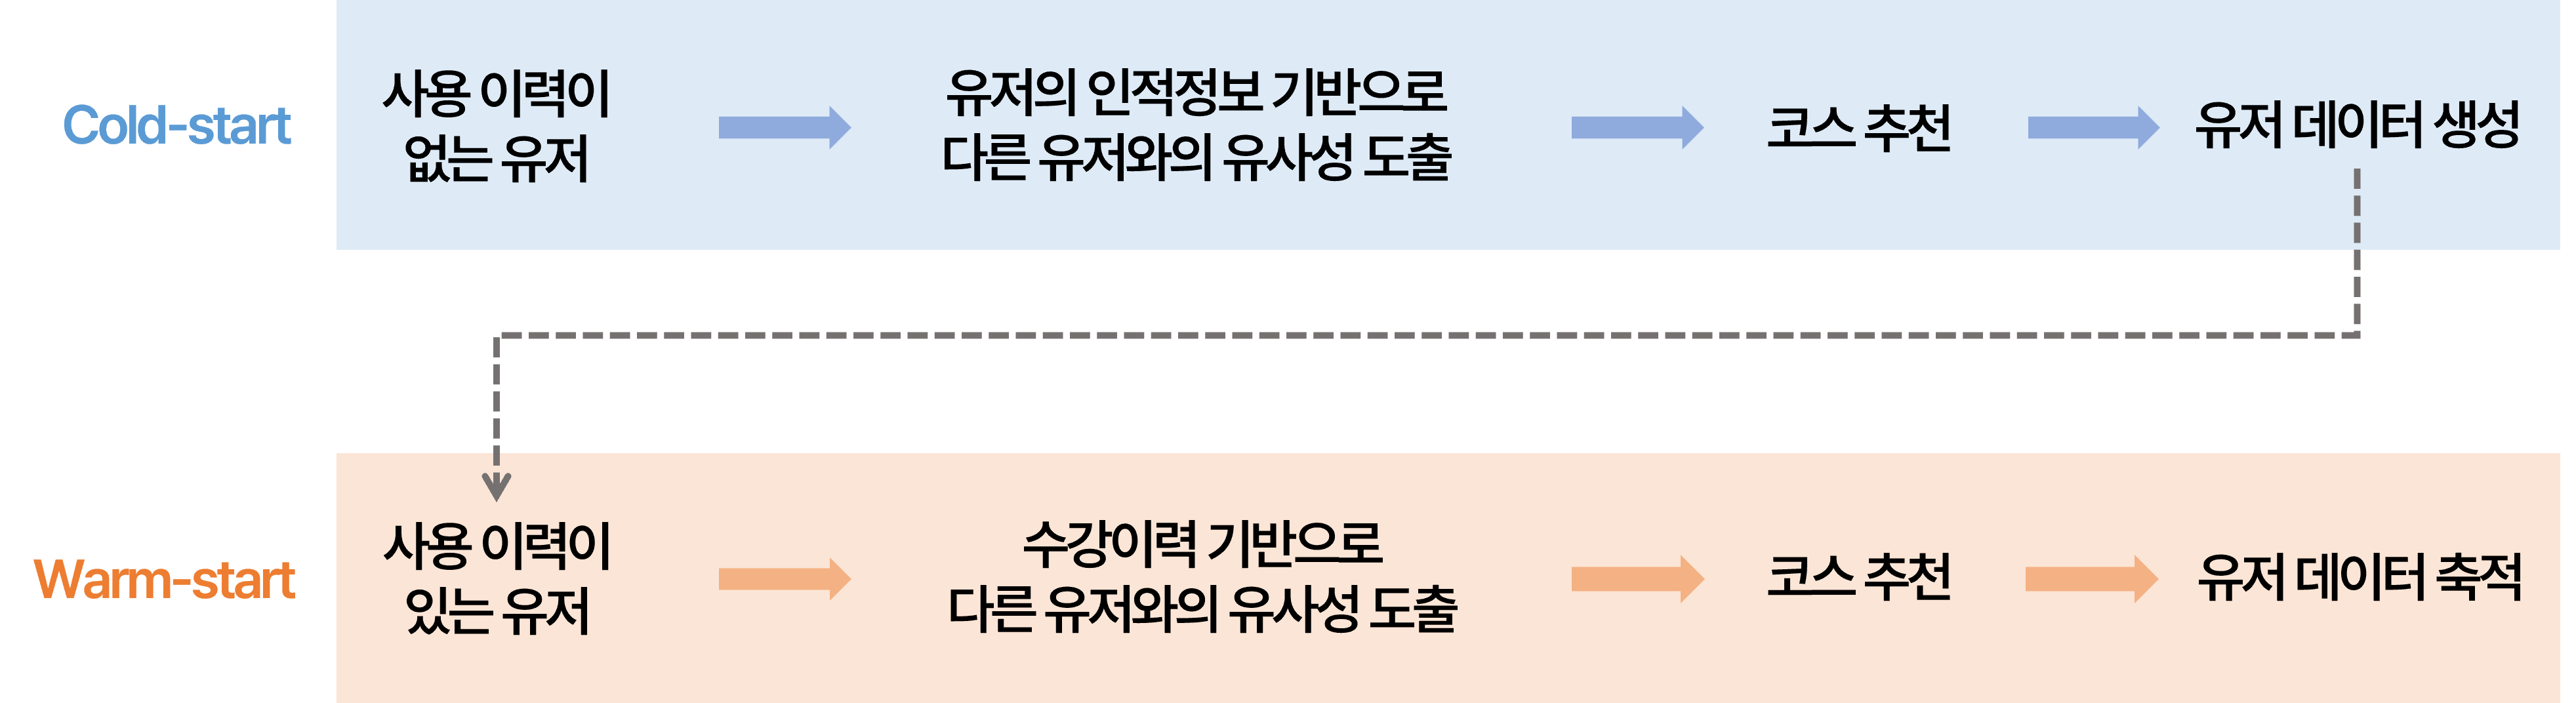 Cold-start
사용 이력이
없는 유저
유저의 인적정보 기반으로
다른 유저와의 유사성 도출
코스 추천
유저 데이터 생성
Warm-start
사용 이력이
있는 유저
수강이력 기반으로
다른 유저와의 유사성 도출
코스 추천
유저 데이터 축적